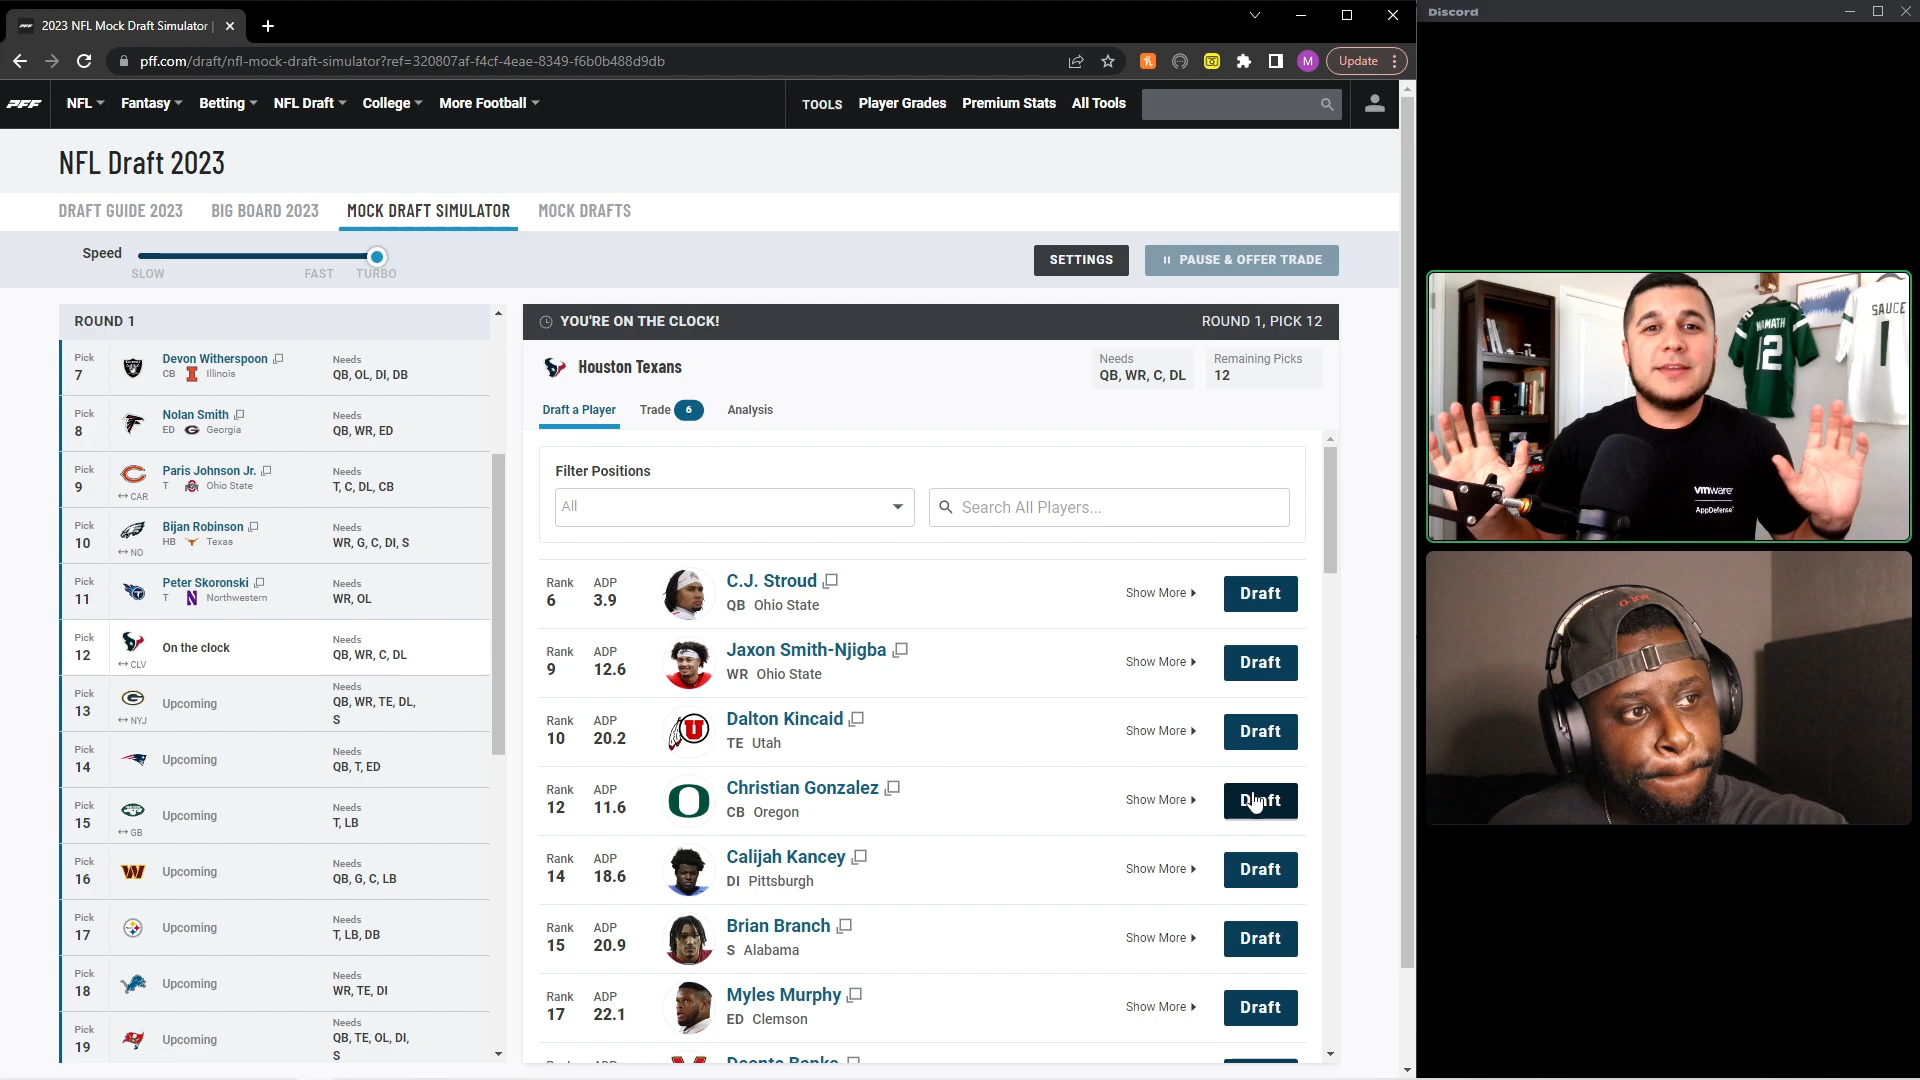 2023 NFL Mock Draft Simulator |
pff.com/draft/nfl-mock-draft-simulator?ref=320807af-f4cf-4eae-8349-f6b0b488d9db
M
Update
Discord
PFF
NFL
Fantasy
Betting
NFL Draft
College
More Football
TOOLS
Player Grades
Premium Stats
All Tools
NFL Draft 2023
DRAFT GUIDE 2023
BIG BOARD 2023
MOCK DRAFT SIMULATOR
MOCK DRAFTS
Speed
SLOW
FAST
TURBO
SETTINGS
PAUSE & OFFER TRADE
ROUND 1
Pick
7
Devon Witherspoon
CB Illinois
Needs
QB, OL, DI, DB
Pick
8
Nolan Smith
ED Georgia
Needs
QB, WR, ED
Pick
9
↔ CAR
Paris Johnson Jr.
T Ohio State
Needs
T, C, DL, CB
Pick
10
↔ NO
Bijan Robinson
HB Texas
Needs
WR, G, C, DI, S
Pick
11
Peter Skoronski
T Northwestern
Needs
WR, OL
Pick
12
↔ CLV
On the clock
Needs
QB, WR, C, DL
Pick
13
↔ NYJ
Upcoming
Needs
QB, WR, TE, DL,
S
Pick
14
Upcoming
Needs
QB, T, ED
Pick
15
↔ GB
Upcoming
Needs
T, LB
Pick
16
Upcoming
Needs
QB, G, C, LB
Pick
17
Upcoming
Needs
T, LB, DB
Pick
18
Upcoming
Needs
WR, TE, DI
Pick
19
Upcoming
Needs
QB, TE, OL, DI,
S
YOU'RE ON THE CLOCK!
ROUND 1, PICK 12
Houston Texans
Needs
QB, WR, C, DL
Remaining Picks
12
Draft a Player
Trade 6
Analysis
Filter Positions
All
Search All Players...
Rank
6
ADP
3.9
C.J. Stroud
QB Ohio State
Show More
Draft
Rank
9
ADP
12.6
Jaxon Smith-Njigba
WR Ohio State
Show More
Draft
Rank
10
ADP
20.2
Dalton Kincaid
TE Utah
Show More
Draft
Rank
12
ADP
11.6
Christian Gonzalez
CB Oregon
Show More
Draft
Rank
14
ADP
18.6
Calijah Kancey
DI Pittsburgh
Show More
Draft
Rank
15
ADP
20.9
Brian Branch
S Alabama
Show More
Draft
Rank
17
ADP
22.1
Myles Murphy
ED Clemson
Show More
Draft
NAMATH
12
SAUCE
1
vmware
AppDefense